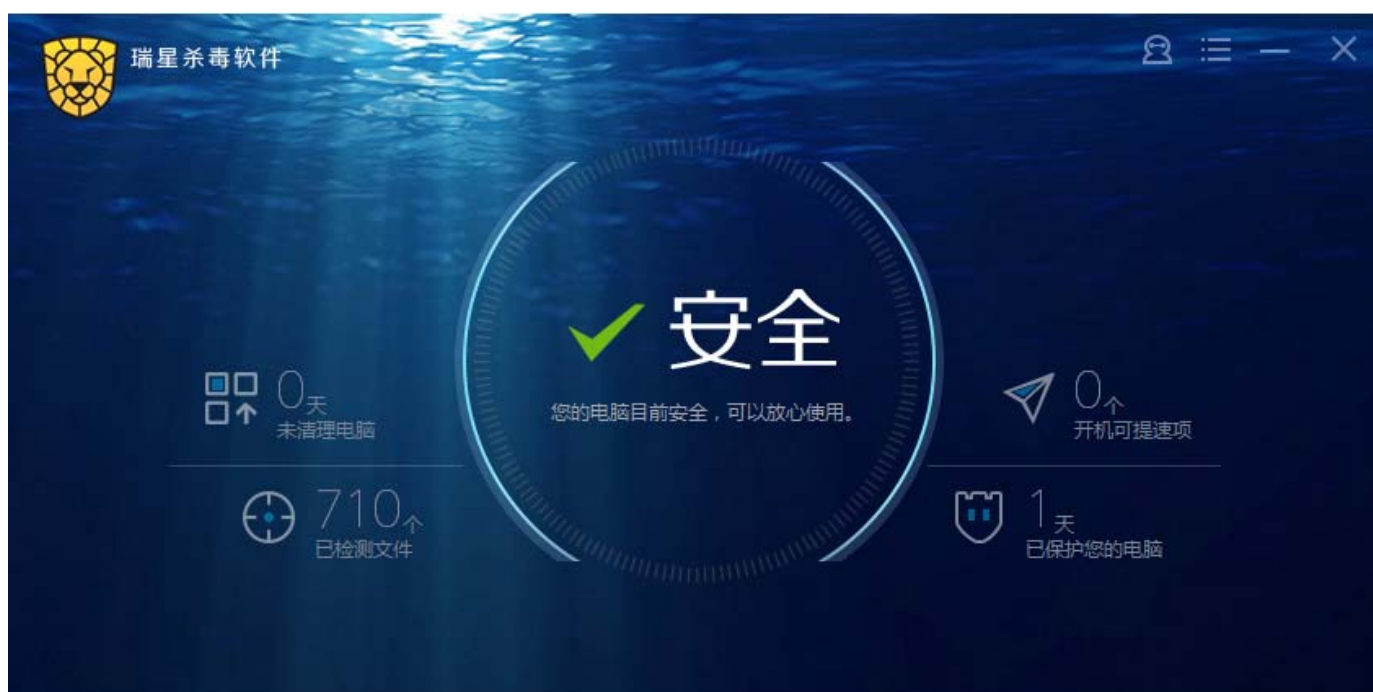 瑞星杀毒软件
安全
您的电脑目前安全，可以放心使用。
0天
未清理电脑
710个
已检测文件
0个
开机可提速项
1天
已保护您的电脑